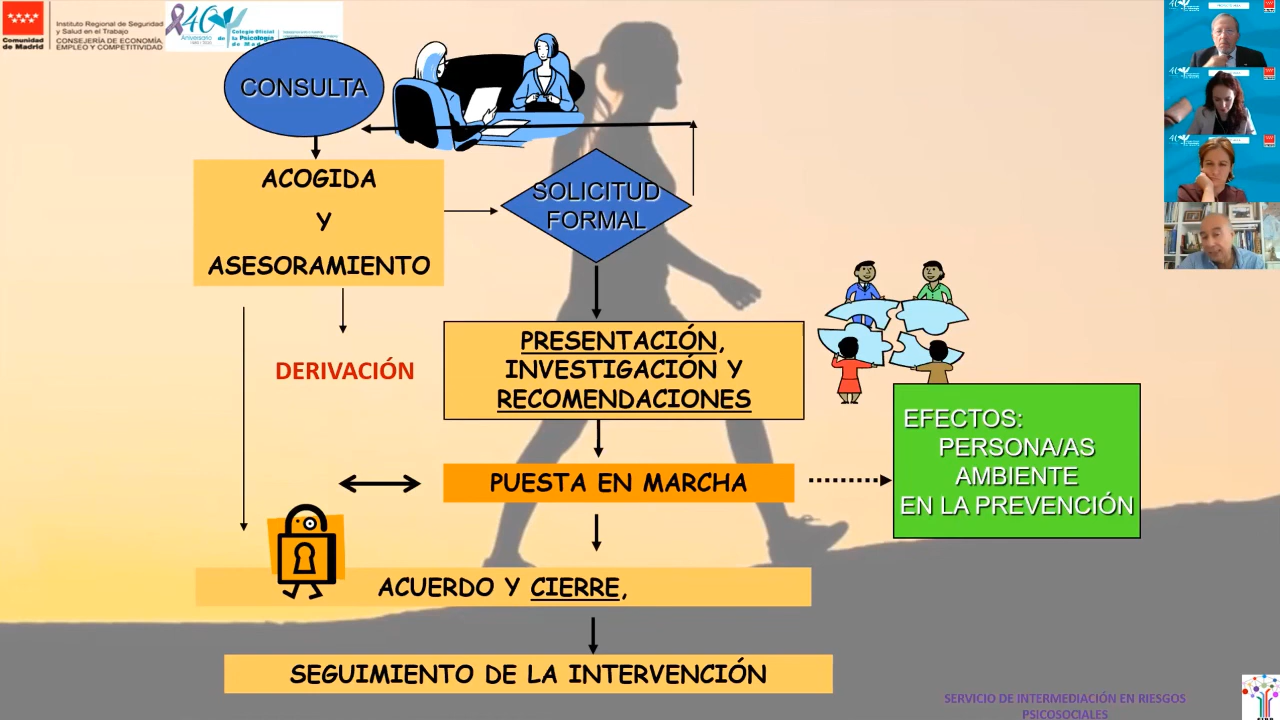 Comunidad
de Madrid
Instituto Regional de Seguridad
y Salud en el Trabajo
CONSEJERÍA DE ECONOMÍA,
EMPLEO Y COMPETITIVIDAD
40
Aniversario
Colegio Oficial
de la Psicología
de Madrid
CONSULTA
ACOGIDA
Y
ASESORAMIENTO
SOLICITUD
FORMAL
DERIVACIÓN
PRESENTACIÓN,
INVESTIGACIÓN Y
RECOMENDACIONES
EFECTOS:
PERSONA/AS
AMBIENTE
EN LA PREVENCIÓN
PUESTA EN MARCHA
ACUERDO Y CIERRE,
SEGUIMIENTO DE LA INTERVENCIÓN
SERVICIO DE INTERMEDIACIÓN EN RIESGOS
PSICOSOCIALES